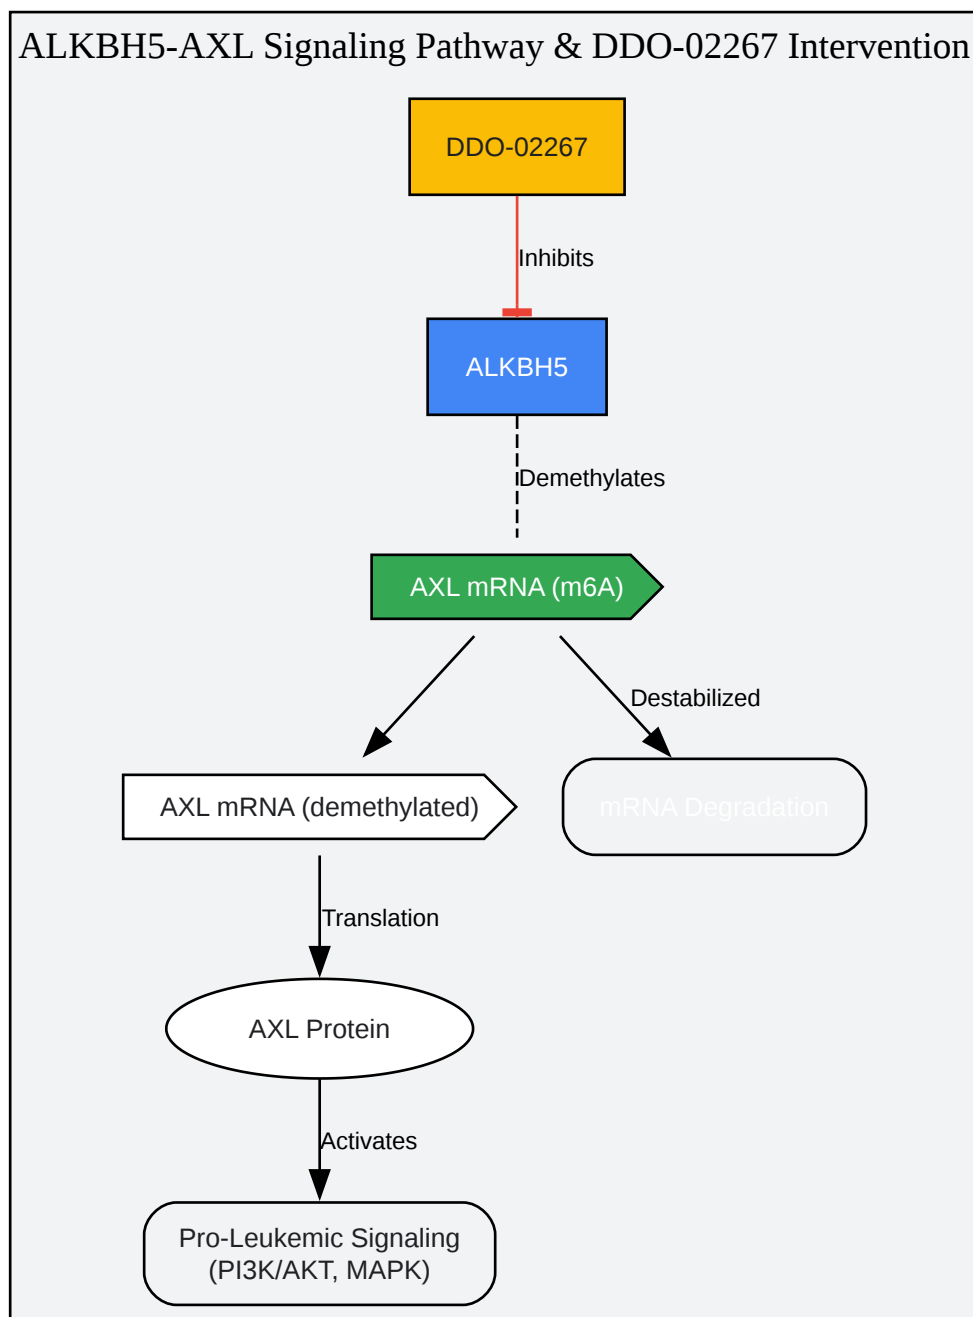 ALKBH5-AXL Signaling Pathway & DDO-02267 Intervention
DDO-02267
Inhibits
ALKBH5
Demethylates
AXL mRNA (m6A)
Destabilized
AXL mRNA (demethylated)
mRNA Degradation
Translation
AXL Protein
Activates
Pro-Leukemic Signaling
(PI3K/AKT, MAPK)